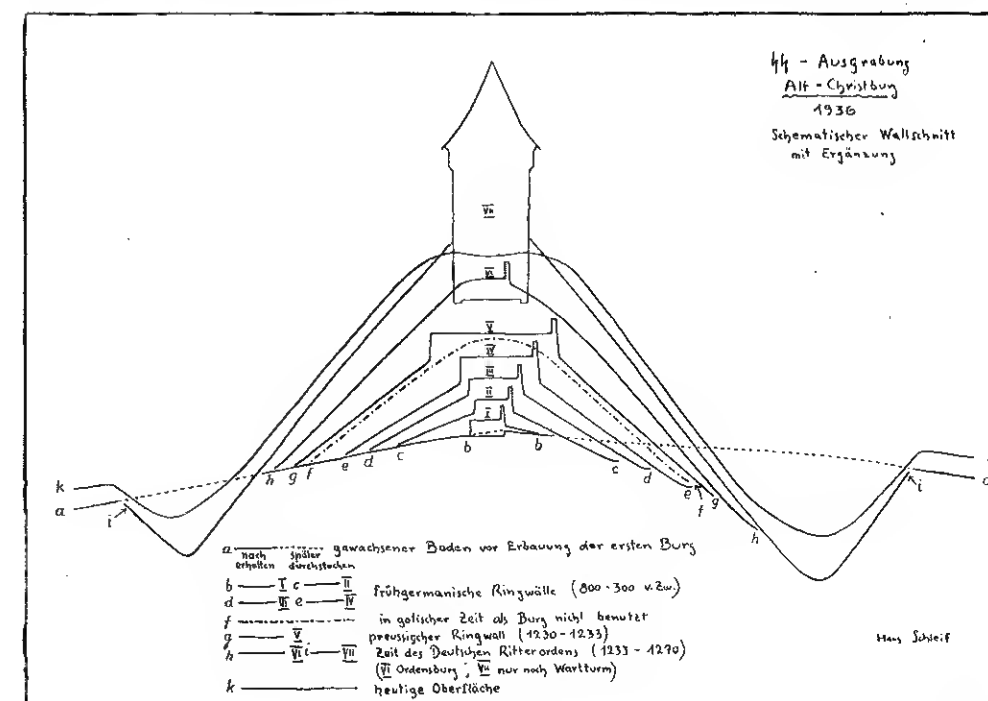 ᛋᛋ - Ausgrabung
Alt - Christburg
1936
Schematischer Wallschnitt
mit Ergänzung
VII
VI
V
IV
III
II
I
b b
k h g f e d c c d e f g h k
a i i a
a gewachsener Boden vor Erbauung der ersten Burg
noch erhalten später durchstochen
b I c II frühgermanische Ringwälle (800 - 300 v. Zw.)
d III e IV
f in gotischer Zeit als Burg nicht benutzt
g V preussischer Ringwall (1230 - 1233)
h VI i VII Zeit des Deutschen Ritterordens (1233 - 1270)
(VI Ordensburg; VII nur noch Wartturm)
k heutige Oberfläche
Hans Schleif